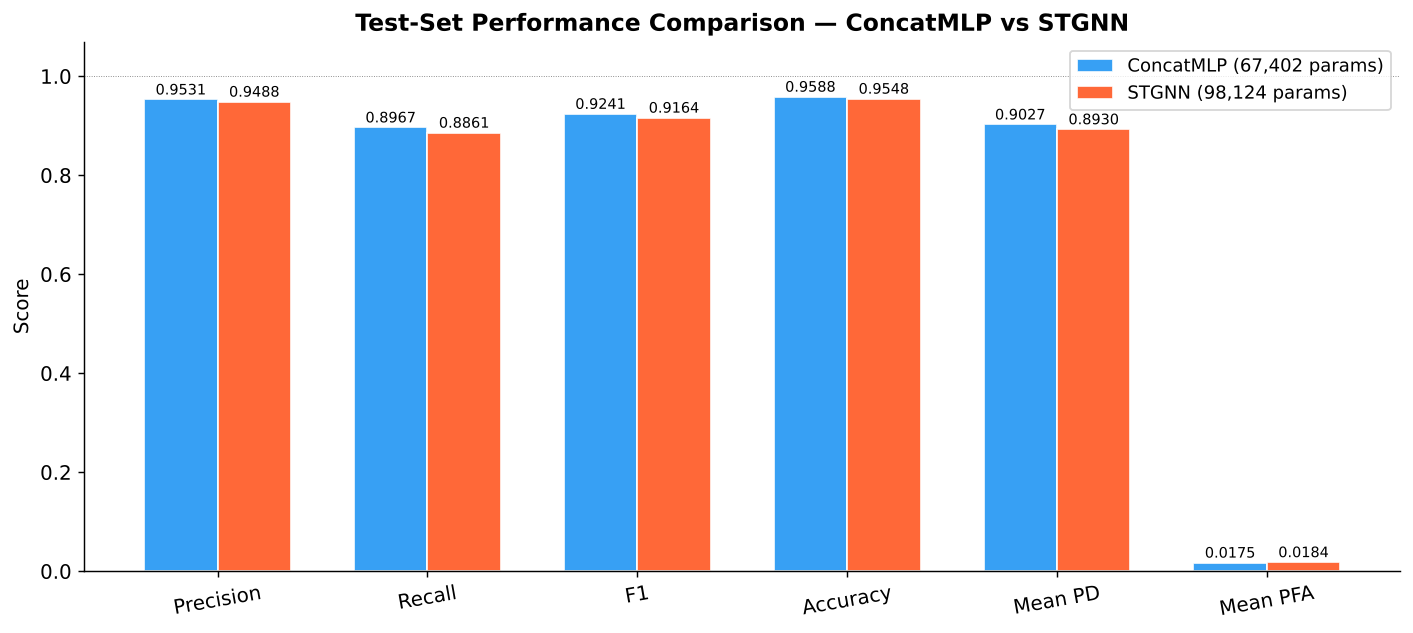 Test-Set Performance Comparison — ConcatMLP vs STGNN
ConcatMLP (67,402 params)
STGNN (98,124 params)
Score
1.0
0.8
0.6
0.4
0.2
0.0
0.9531
0.9488
0.8967
0.8861
0.9241
0.9164
0.9588
0.9548
0.9027
0.8930
0.0175
0.0184
Precision
Recall
F1
Accuracy
Mean PD
Mean PFA